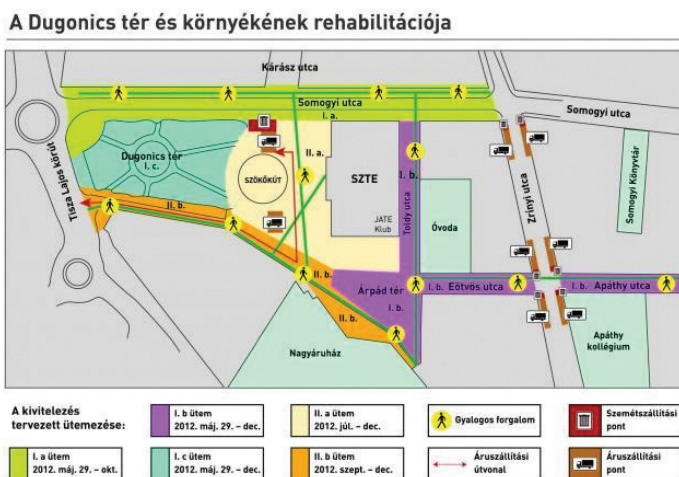 A Dugonics tér és környékének rehabilitációja
Kárász utca
Somogyi utca
I. a.
Somogyi utca
Tisza Lajos körút
Dugonics tér
I. c.
II. a.
SZÖKŐKÚT
SZTE
JATE
Klub
I. b.
Toldy utca
Óvoda
Zrínyi utca
Somogyi Könyvtár
II. b.
II. b.
Árpád tér
I. b.
I. b. Eötvös utca
I. b. Apáthy utca
II. b.
Nagyáruház
Apáthy
kollégium
A kivitelezés
tervezett ütemezése:
I. b ütem
2012. máj. 29. – dec.
II. a ütem
2012. júl. – dec.
Gyalogos forgalom
Szemétszállítási
pont
I. a ütem
2012. máj. 29. – okt.
I. c ütem
2012. máj. 29. – dec.
II. b ütem
2012. szept. – dec.
Áruszállítási
útvonal
Áruszállítási
pont